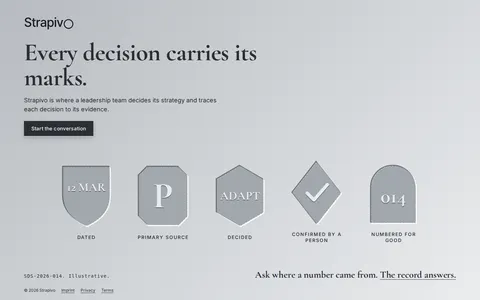 Strapivo
Every decision carries its
marks.
Strapivo is where a leadership team decides its strategy and traces
each decision to its evidence.
Start the conversation
12 MAR
P
ADAPT
014
DATED
PRIMARY SOURCE
DECIDED
CONFIRMED BY A
PERSON
NUMBERED FOR
GOOD
SDS-2026-014. Illustrative.
Ask where a number came from. The record answers.
© 2026 Strapivo Imprint Privacy Terms